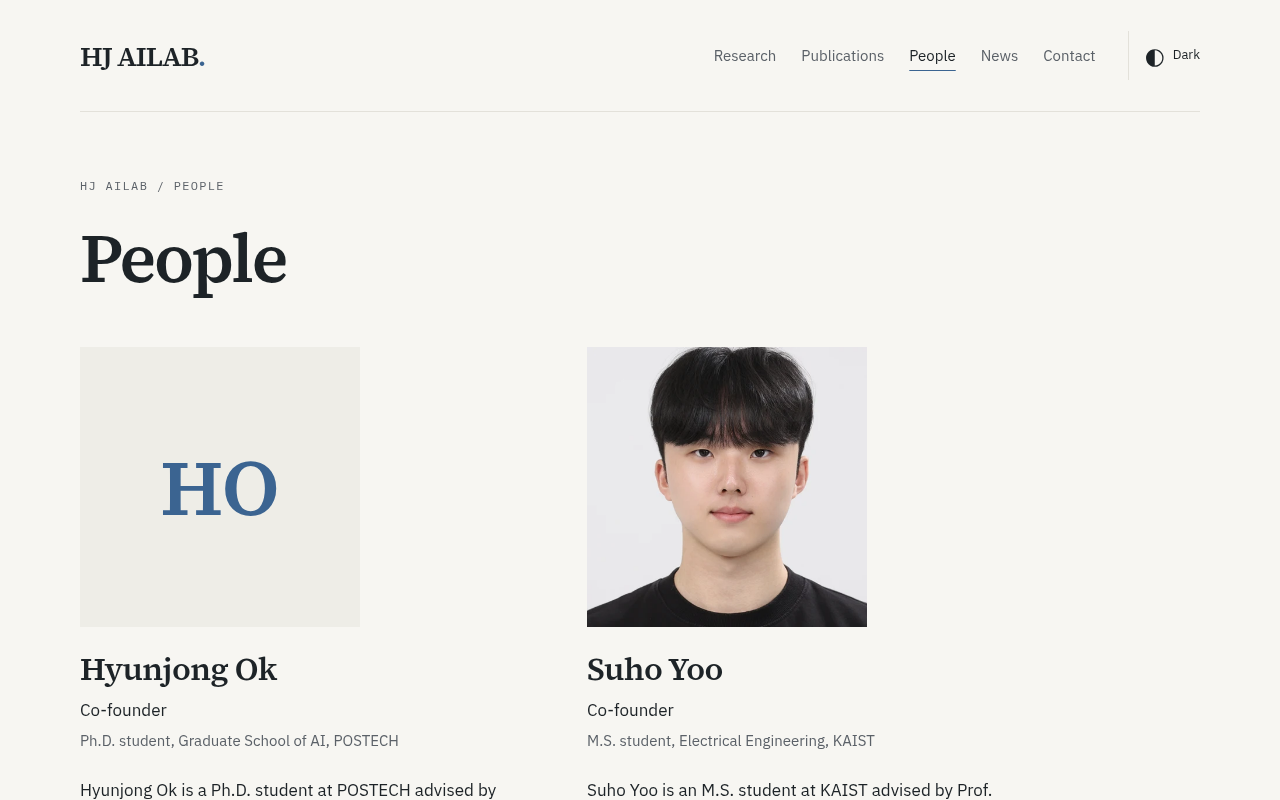 HJ AILAB.
Research Publications People News Contact Dark
HJ AILAB / PEOPLE
People
HO
Hyunjong Ok
Co-founder
Ph.D. student, Graduate School of AI, POSTECH
Hyunjong Ok is a Ph.D. student at POSTECH advised by
Suho Yoo
Co-founder
M.S. student, Electrical Engineering, KAIST
Suho Yoo is an M.S. student at KAIST advised by Prof.